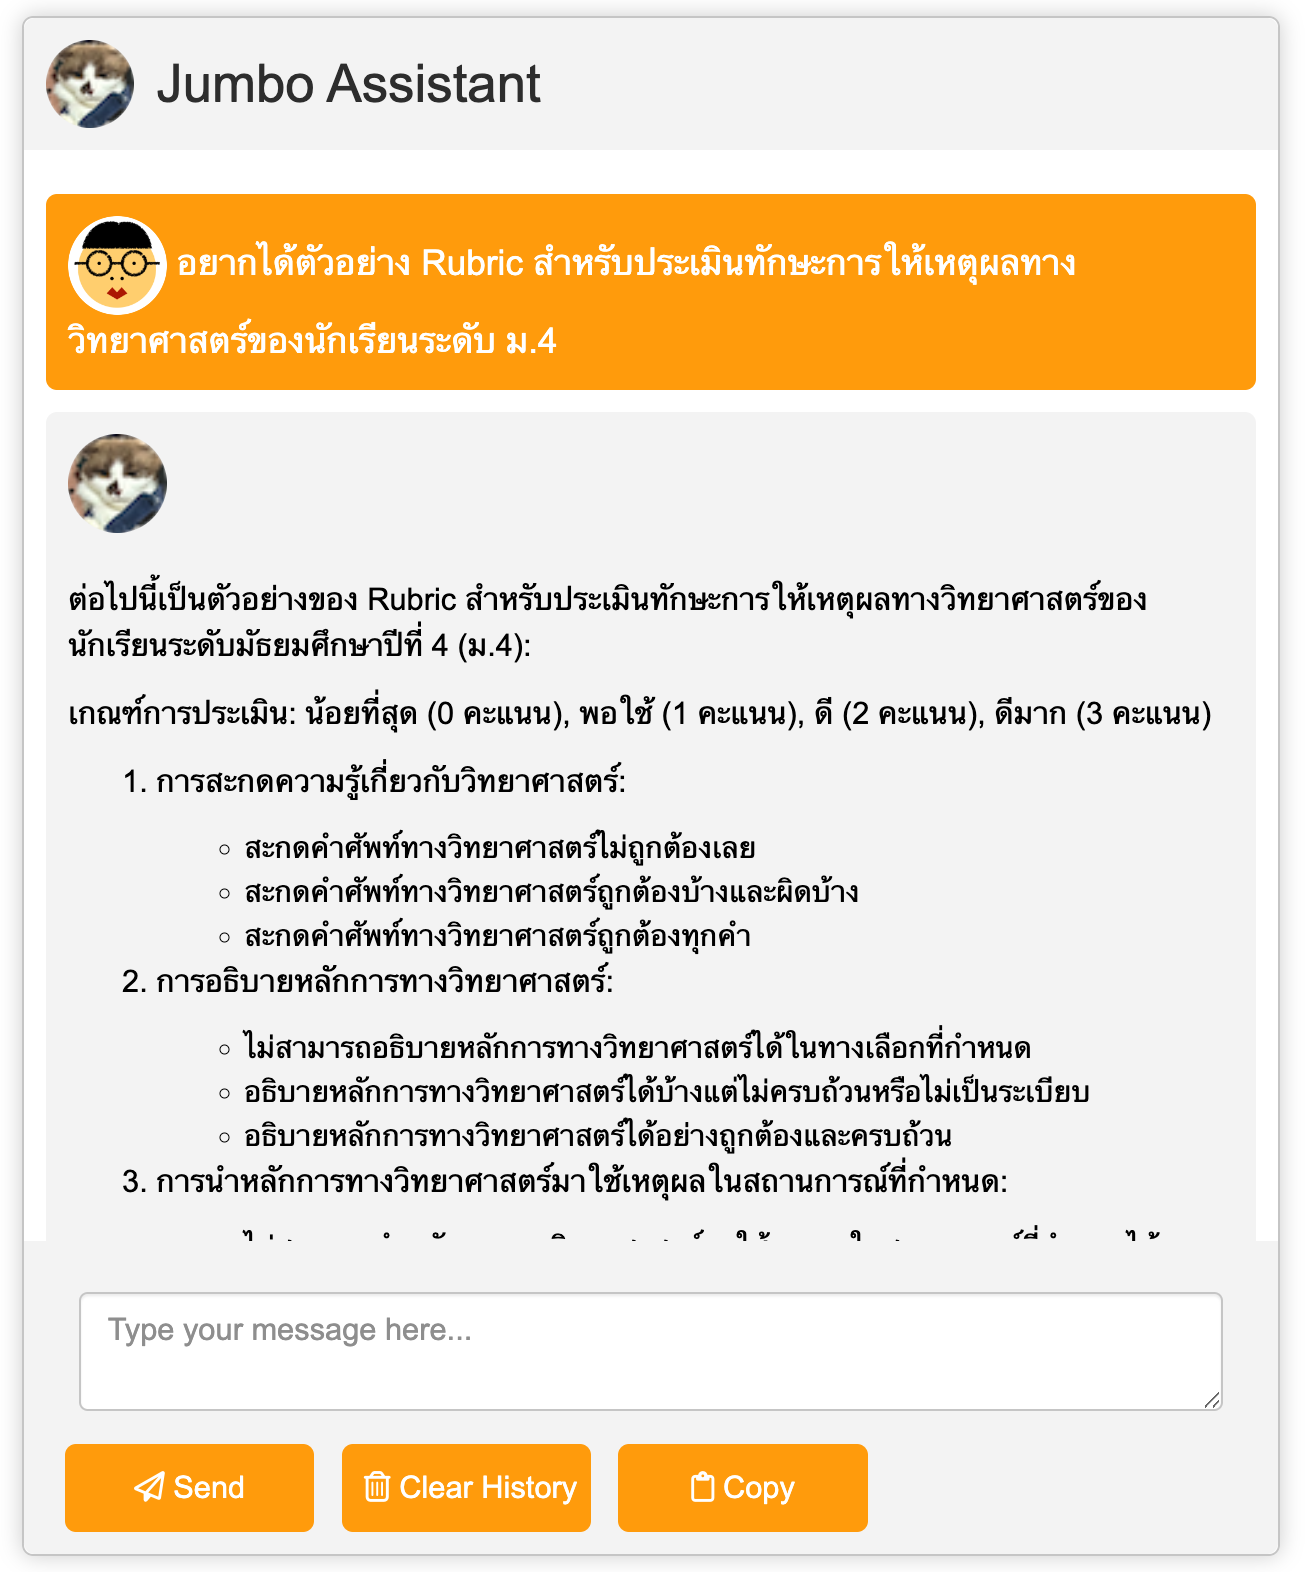 Jumbo Assistant
อยากได้ตัวอย่าง Rubric สำหรับประเมินทักษะการให้เหตุผลทาง
วิทยาศาสตร์ของนักเรียนระดับ ม.4
ต่อไปนี้เป็นตัวอย่างของ Rubric สำหรับประเมินทักษะการให้เหตุผลทางวิทยาศาสตร์ของ
นักเรียนระดับมัธยมศึกษาปีที่ 4 (ม.4):
เกณฑ์การประเมิน: น้อยที่สุด (0 คะแนน), พอใช้ (1 คะแนน), ดี (2 คะแนน), ดีมาก (3 คะแนน)
1. การสะกดความรู้เกี่ยวกับวิทยาศาสตร์:
สะกดคำศัพท์ทางวิทยาศาสตร์ไม่ถูกต้องเลย
สะกดคำศัพท์ทางวิทยาศาสตร์ถูกต้องบ้างและผิดบ้าง
สะกดคำศัพท์ทางวิทยาศาสตร์ถูกต้องทุกคำ
2. การอธิบายหลักการทางวิทยาศาสตร์:
ไม่สามารถอธิบายหลักการทางวิทยาศาสตร์ได้ในทางเลือกที่กำหนด
อธิบายหลักการทางวิทยาศาสตร์ได้บ้างแต่ไม่ครบถ้วนหรือไม่เป็นระเบียบ
อธิบายหลักการทางวิทยาศาสตร์ได้อย่างถูกต้องและครบถ้วน
3. การนำหลักการทางวิทยาศาสตร์มาใช้เหตุผลในสถานการณ์ที่กำหนด:
Type your message here...
Send
Clear History
Copy